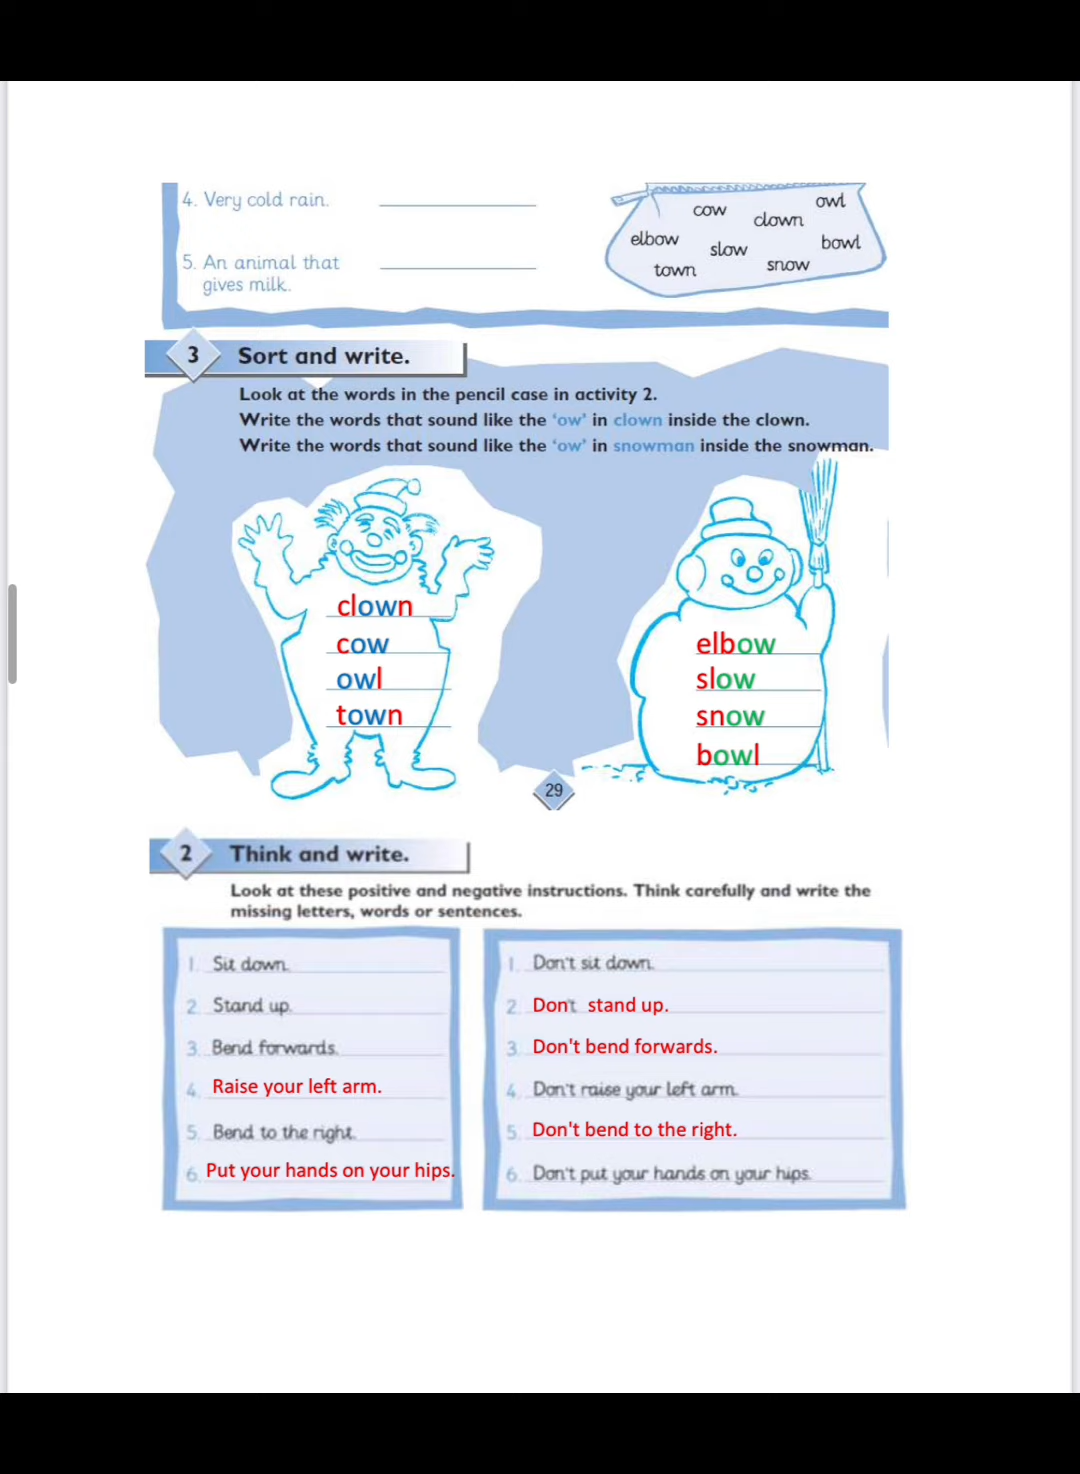 4. Very cold rain.
5. An animal that
gives milk.
cow
owl
clown
elbow
slow
bowl
town
snow
3 Sort and write.
Look at the words in the pencil case in activity 2.
Write the words that sound like the ‘ow’ in clown inside the clown.
Write the words that sound like the ‘ow’ in snowman inside the snowman.
clown
cow
owl
town
elbow
slow
snow
bowl
29
2 Think and write.
Look at these positive and negative instructions. Think carefully and write the
missing letters, words or sentences.
1. Sit down.
2. Stand up.
3. Bend forwards.
4. Raise your left arm.
5. Bend to the right.
6. Put your hands on your hips.
1. Don't sit down.
2. Don't stand up.
3. Don't bend forwards.
4. Don't raise your left arm.
5. Don't bend to the right.
6. Don't put your hands on your hips.